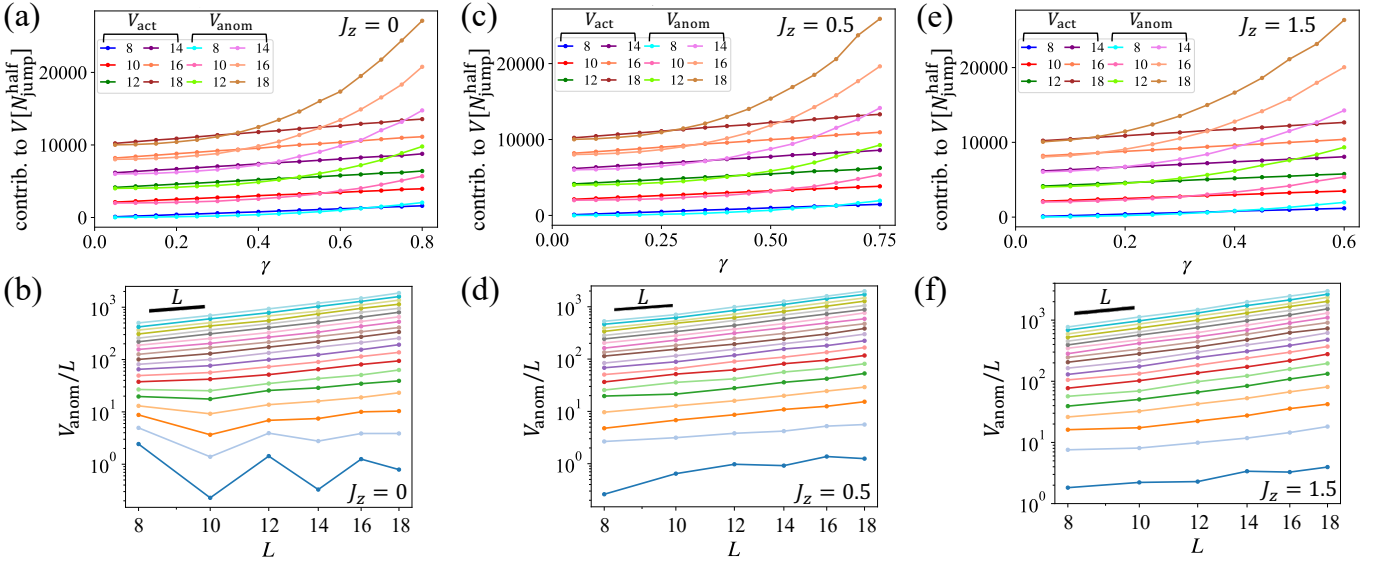 (a)
contrib. to V[N_jump^half]
V_act V_anom
8 14 8 14
10 16 10 16
12 18 12 18
J_z = 0
20000
10000
0
0.0 0.2 0.4 0.6 0.8
γ
(c)
contrib. to V[N_jump^half]
V_act V_anom
8 14 8 14
10 16 10 16
12 18 12 18
J_z = 0.5
20000
10000
0
0.00 0.25 0.50 0.75
γ
(e)
contrib. to V[N_jump^half]
V_act V_anom
8 14 8 14
10 16 10 16
12 18 12 18
J_z = 1.5
20000
10000
0
0.0 0.2 0.4 0.6
γ
(b)
V_anom/L
L
10^3
10^2
10^1
10^0
J_z = 0
8 10 12 14 16 18
L
(d)
V_anom/L
L
10^3
10^2
10^1
10^0
J_z = 0.5
8 10 12 14 16 18
L
(f)
V_anom/L
L
10^3
10^2
10^1
10^0
J_z = 1.5
8 10 12 14 16 18
L